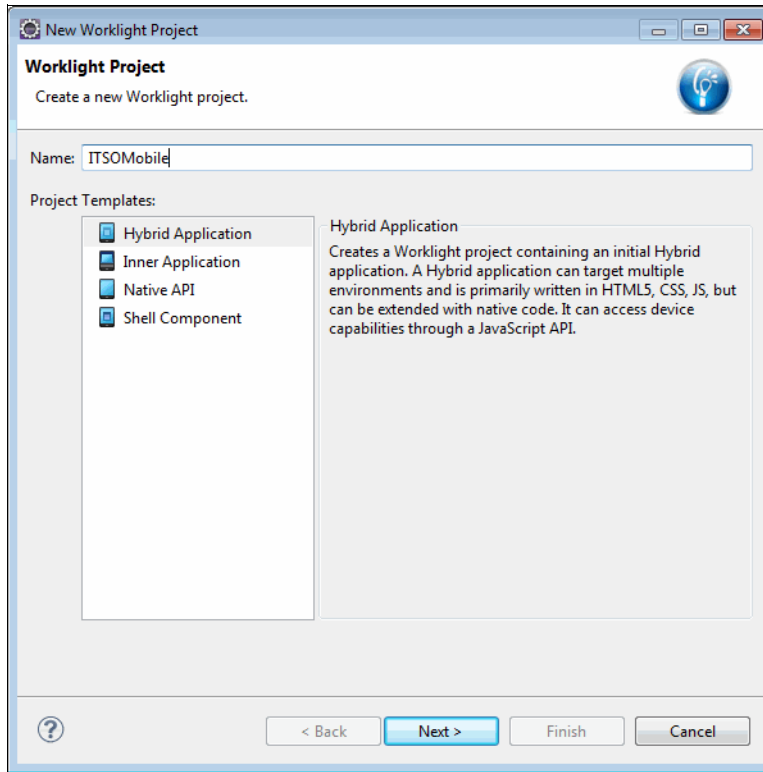 New Worklight Project
Worklight Project
Create a new Worklight project.
Name: ITSOMobile
Project Templates:
Hybrid Application
Inner Application
Native API
Shell Component
Hybrid Application
Creates a Worklight project containing an initial Hybrid
application. A Hybrid application can target multiple
environments and is primarily written in HTML5, CSS, JS, but
can be extended with native code. It can access device
capabilities through a JavaScript API.
?
< Back Next > Finish Cancel